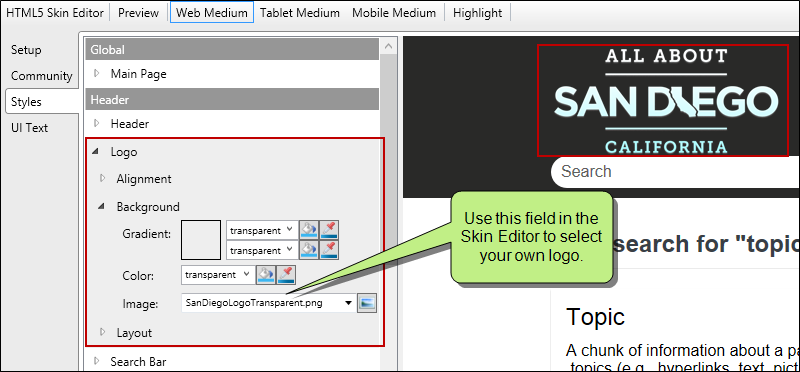 HTML5 Skin Editor Preview Web Medium Tablet Medium Mobile Medium Highlight
Setup
Community
Styles
UI Text
Global
Main Page
Header
Header
Logo
Alignment
Background
Gradient: transparent
transparent
Color: transparent
Image: SanDiegoLogoTransparent.png
Layout
Search Bar
ALL ABOUT
SAN DIEGO
CALIFORNIA
Search
Use this field in the
Skin Editor to select
your own logo.
search for "topic
Topic
A chunk of information about a pa
topics (e.g., hyperlinks, text, pict